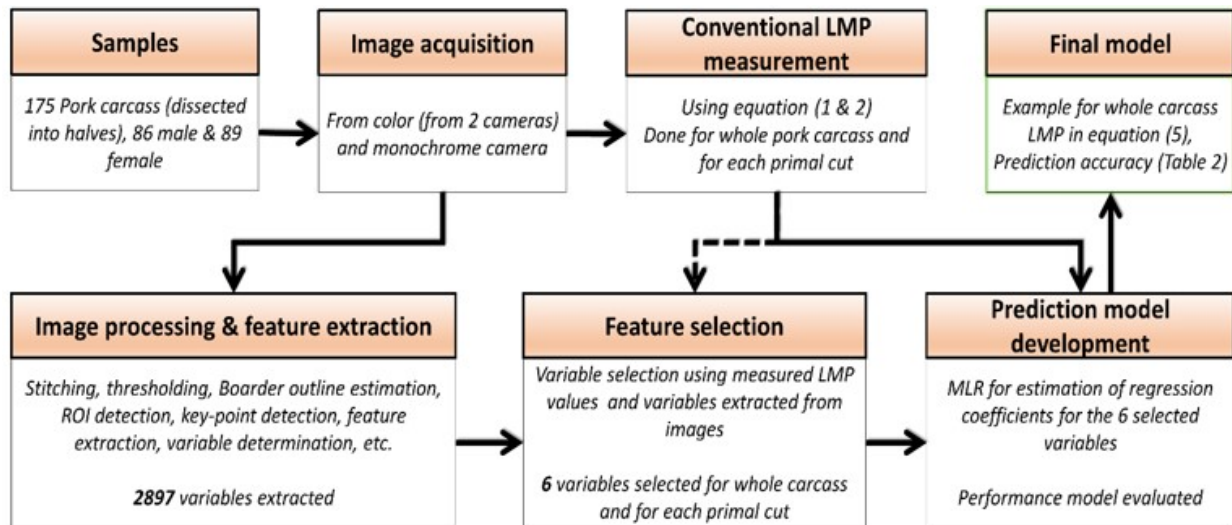 Samples
175 Pork carcass (dissected
into halves), 86 male & 89
female
Image acquisition
From color (from 2 cameras)
and monochrome camera
Conventional LMP
measurement
Using equation (1 & 2)
Done for whole pork carcass and
for each primal cut
Final model
Example for whole carcass
LMP in equation (5),
Prediction accuracy (Table 2)
Image processing & feature extraction
Stitching, thresholding, Boarder outline estimation,
ROI detection, key-point detection, feature
extraction, variable determination, etc.
2897 variables extracted
Feature selection
Variable selection using measured LMP
values and variables extracted from
images
6 variables selected for whole carcass
and for each primal cut
Prediction model
development
MLR for estimation of regression
coefficients for the 6 selected
variables
Performance model evaluated